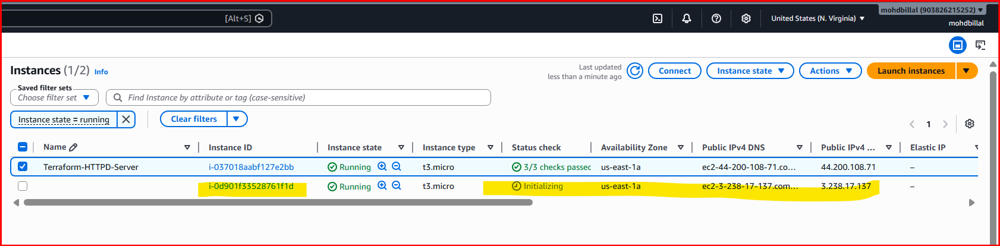 [Alt+S]
United States (N. Virginia)
mohdbillal (903826215252)
mohdbillal
Instances (1/2) Info
Last updated
less than a minute ago
Connect
Instance state
Actions
Launch instances
Saved filter sets
Choose filter set
Find Instance by attribute or tag (case-sensitive)
Instance state = running
Clear filters
1
Name Instance ID Instance state Instance type Status check Availability Zone Public IPv4 DNS Public IPv4 ... Elastic IP
Terraform-HTTPD-Server i-037018aabf127e2bb Running t3.micro 3/3 checks passed us-east-1a ec2-44-200-108-71.co... 44.200.108.71 –
i-0d901f33528761f1d Running t3.micro Initializing us-east-1a ec2-3-238-17-137.com... 3.238.17.137 –